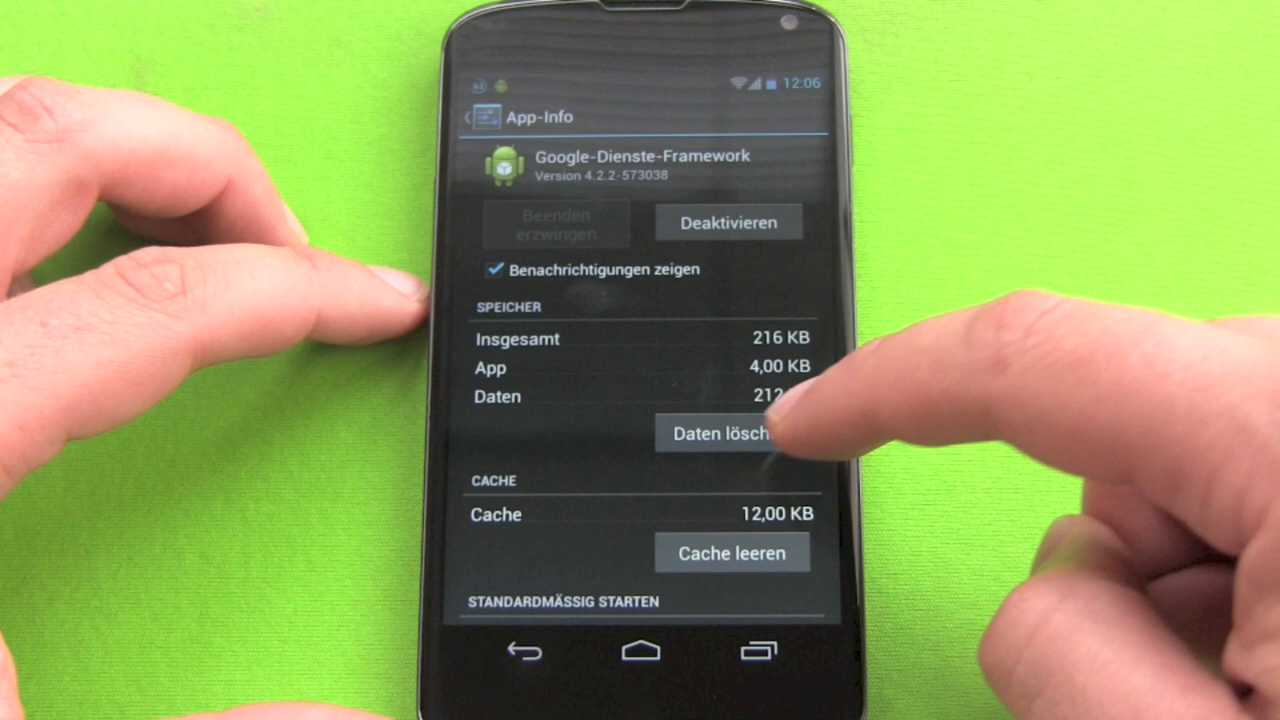 12:06
App-Info
Google-Dienste-Framework
Version 4.2.2-573038
Beenden
erzwingen
Deaktivieren
Benachrichtigungen zeigen
SPEICHER
Insgesamt 216 KB
App 4,00 KB
Daten 212
Daten lösch
CACHE
Cache 12,00 KB
Cache leeren
STANDARDMÄSSIG STARTEN